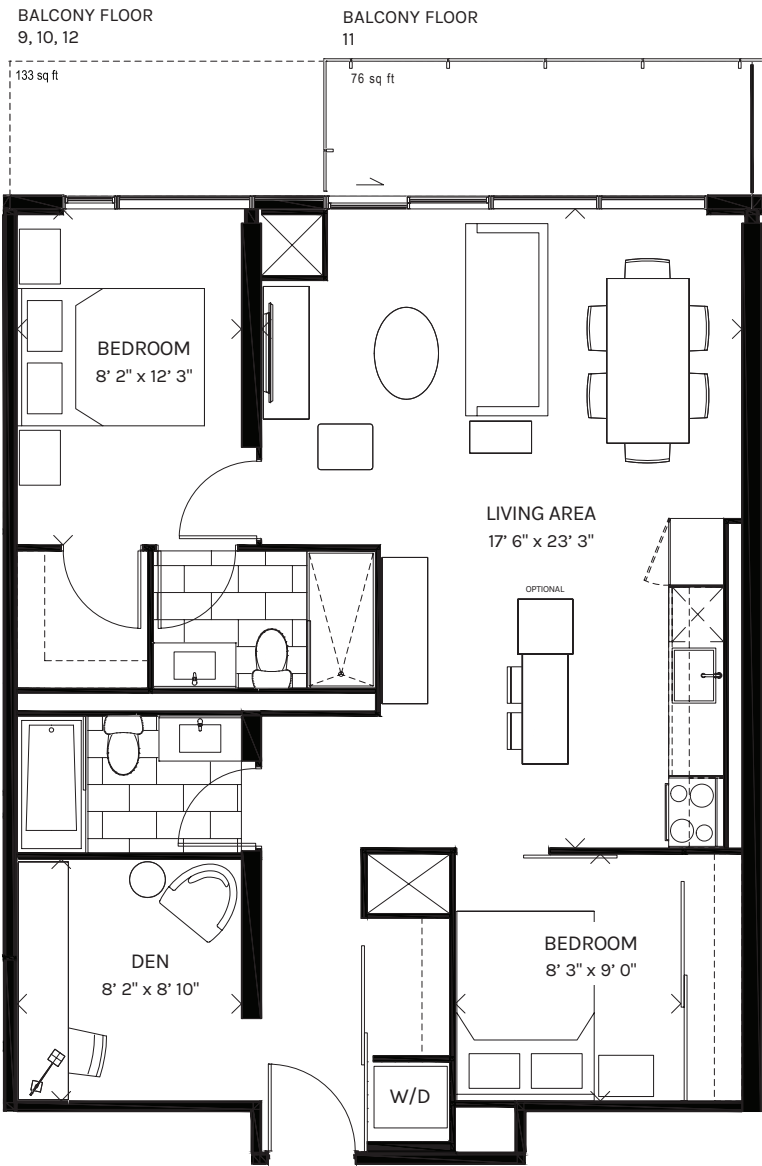 BALCONY FLOOR
9, 10, 12
BALCONY FLOOR
11
133 sq ft
76 sq ft
BEDROOM
8' 2" x 12' 3"
LIVING AREA
17' 6" x 23' 3"
OPTIONAL
DEN
8' 2" x 8' 10"
BEDROOM
8' 3" x 9' 0"
W/D